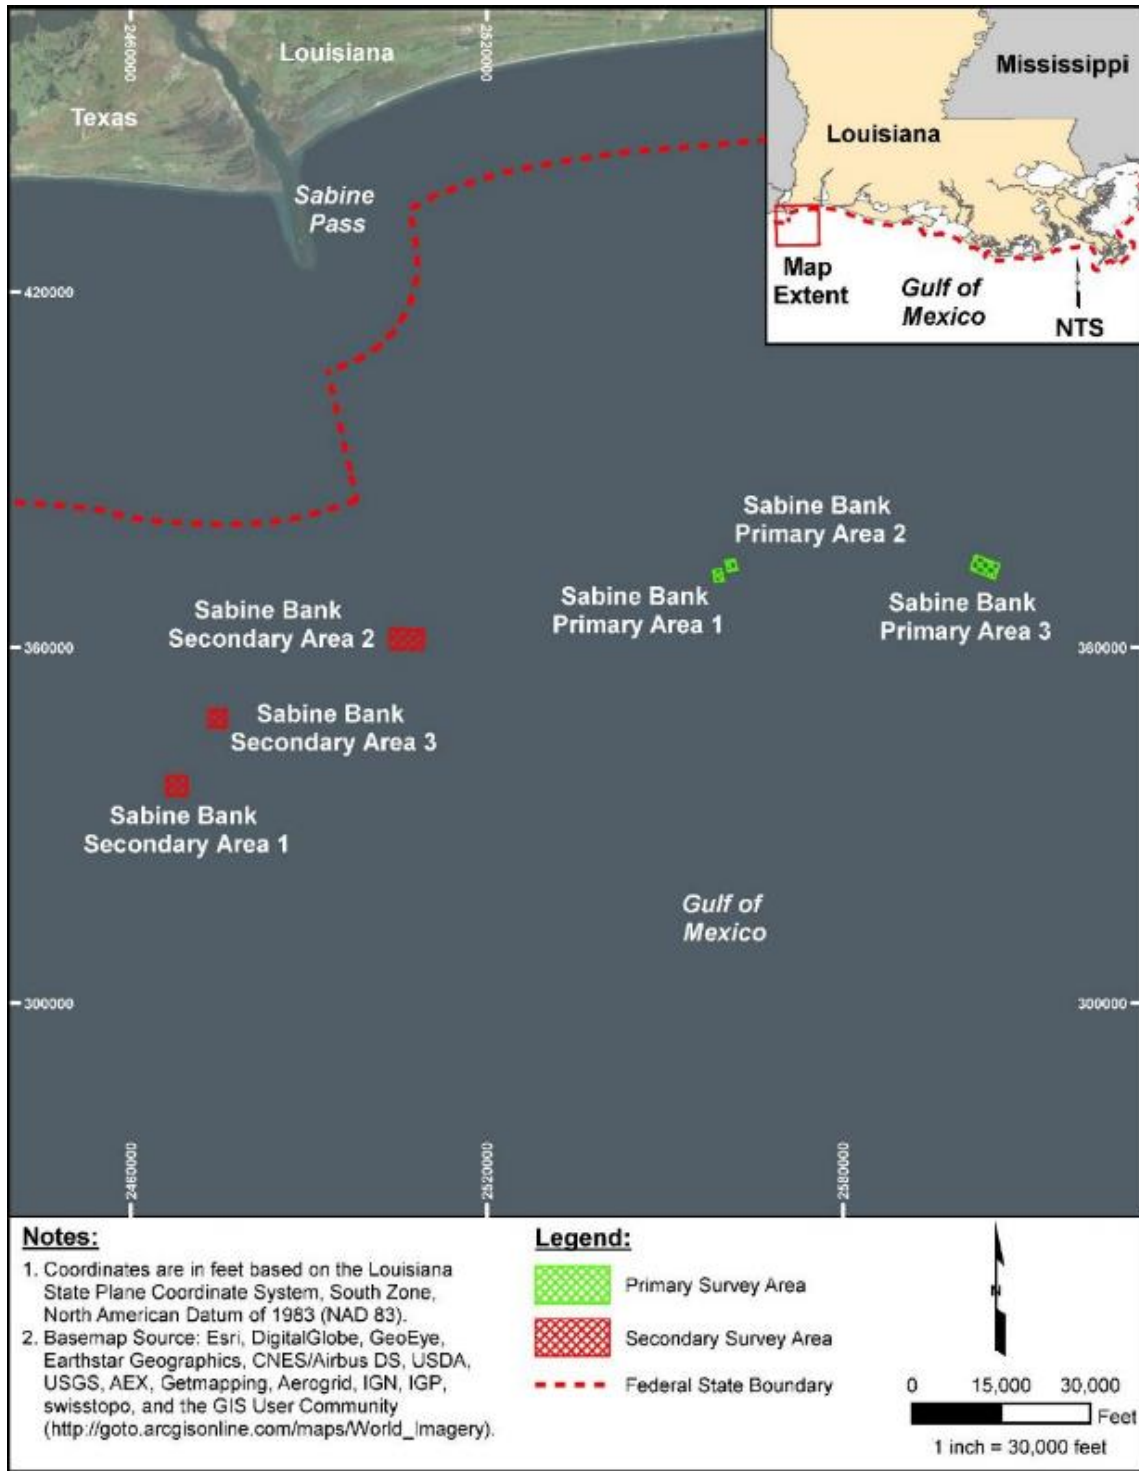 2460000
2520000
Louisiana
Texas
Sabine
Pass
Mississippi
Louisiana
Map
Extent
Gulf of
Mexico
NTS
420000
Sabine Bank
Primary Area 2
Sabine Bank
Primary Area 1
Sabine Bank
Primary Area 3
Sabine Bank
Secondary Area 2
360000
360000
Sabine Bank
Secondary Area 3
Sabine Bank
Secondary Area 1
Gulf of
Mexico
300000
300000
2460000
2520000
2580000
Notes:
1. Coordinates are in feet based on the Louisiana
State Plane Coordinate System, South Zone,
North American Datum of 1983 (NAD 83).
2. Basemap Source: Esri, DigitalGlobe, GeoEye,
Earthstar Geographics, CNES/Airbus DS, USDA,
USGS, AEX, Getmapping, Aerogrid, IGN, IGP,
swisstopo, and the GIS User Community
(http://goto.arcgisonline.com/maps/World_Imagery).
Legend:
Primary Survey Area
Secondary Survey Area
Federal State Boundary
N
0 15,000 30,000
Feet
1 inch = 30,000 feet